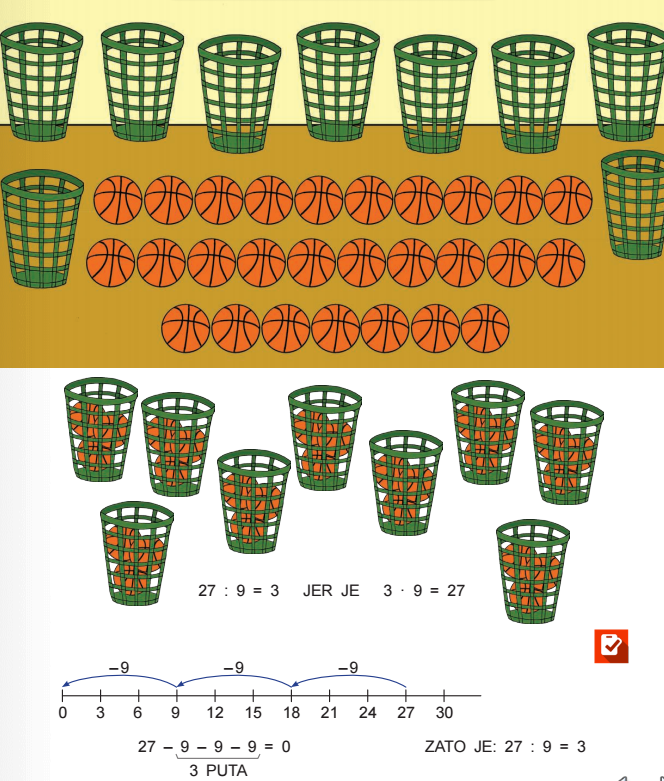 27 : 9 = 3 JER JE 3 · 9 = 27
–9 –9 –9
0 3 6 9 12 15 18 21 24 27 30
27 – 9 – 9 – 9 = 0 ZATO JE: 27 : 9 = 3
3 PUTA